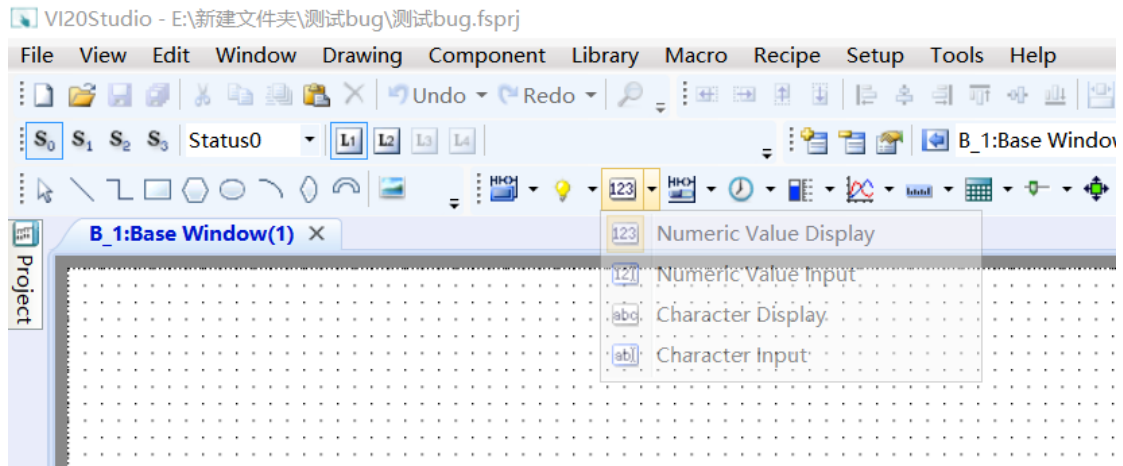 VI20Studio - E:\新建文件夹\测试bug\测试bug.fsprj
File View Edit Window Drawing Component Library Macro Recipe Setup Tools Help
Undo Redo
S0 S1 S2 S3 Status0 L1 L2 L3 L4 B_1:Base Window
123
B_1:Base Window(1)
123 Numeric Value Display
Project
12 Numeric Value Input
abc Character Display
ab Character Input